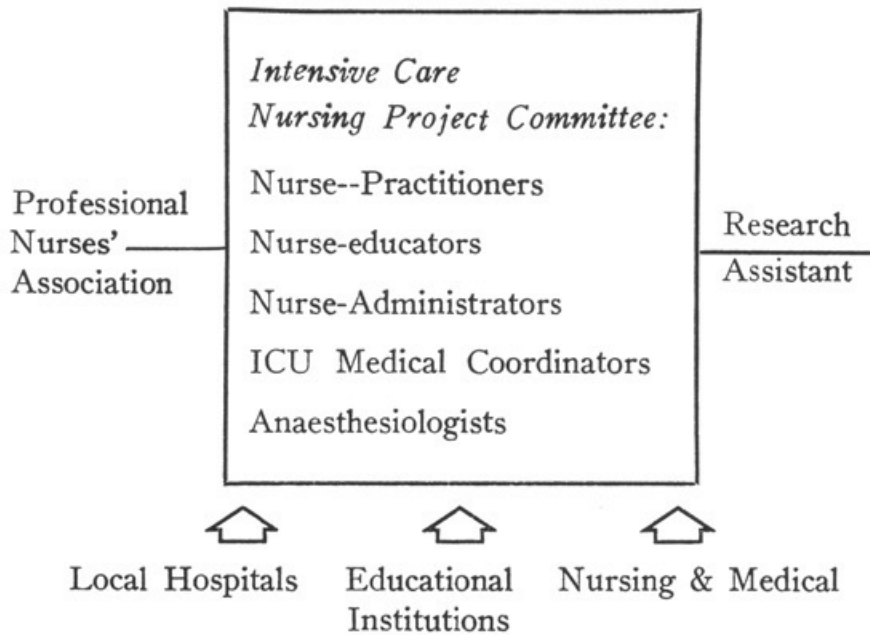 Intensive Care
Nursing Project Committee:
Nurse--Practitioners
Nurse-educators
Nurse-Administrators
ICU Medical Coordinators
Anaesthesiologists
Professional
Nurses'
Association
Research
Assistant
Local Hospitals
Educational
Institutions
Nursing & Medical